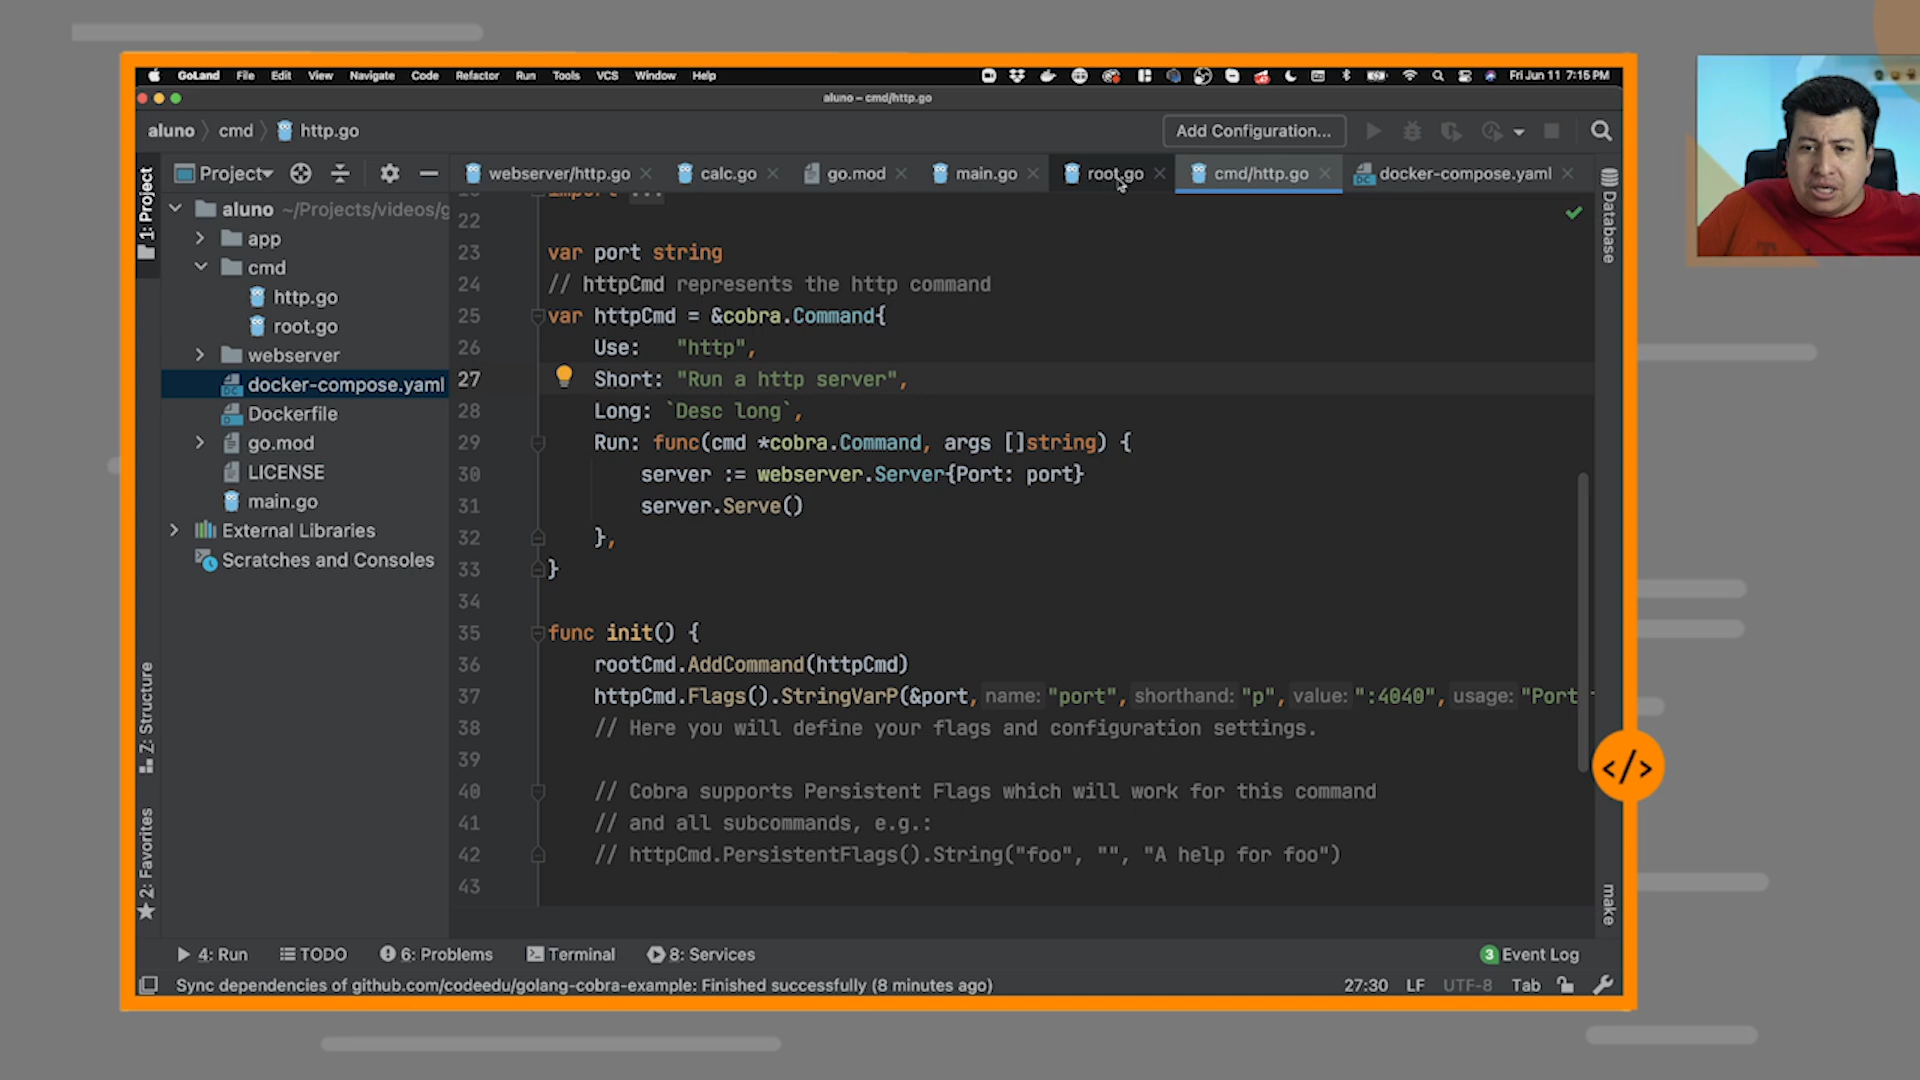 GoLand File Edit View Navigate Code Refactor Run Tools VCS Window Help Fri Jun 11 7:15 PM
aluno – cmd/http.go
aluno cmd http.go
Add Configuration...
1: Project
Project
webserver/http.go
calc.go
go.mod
main.go
root.go
cmd/http.go
docker-compose.yaml
Database
aluno ~/Projects/videos/g
app
cmd
http.go
root.go
webserver
docker-compose.yaml
Dockerfile
go.mod
LICENSE
main.go
External Libraries
Scratches and Consoles
Z: Structure
2: Favorites
import ...
22
23 var port string
24 // httpCmd represents the http command
25 var httpCmd = &cobra.Command{
26 Use: "http",
27 Short: "Run a http server",
28 Long: `Desc long`,
29 Run: func(cmd *cobra.Command, args []string) {
30 server := webserver.Server{Port: port}
31 server.Serve()
32 },
33 }
34
35 func init() {
36 rootCmd.AddCommand(httpCmd)
37 httpCmd.Flags().StringVarP(&port, name: "port", shorthand: "p", value: ":4040", usage: "Port
38 // Here you will define your flags and configuration settings.
39
40 // Cobra supports Persistent Flags which will work for this command
41 // and all subcommands, e.g.:
42 // httpCmd.PersistentFlags().String("foo", "", "A help for foo")
43
make
</>
4: Run TODO 6: Problems Terminal 8: Services 3 Event Log
Sync dependencies of github.com/codeedu/golang-cobra-example: Finished successfully (8 minutes ago) 27:30 LF UTF-8 Tab